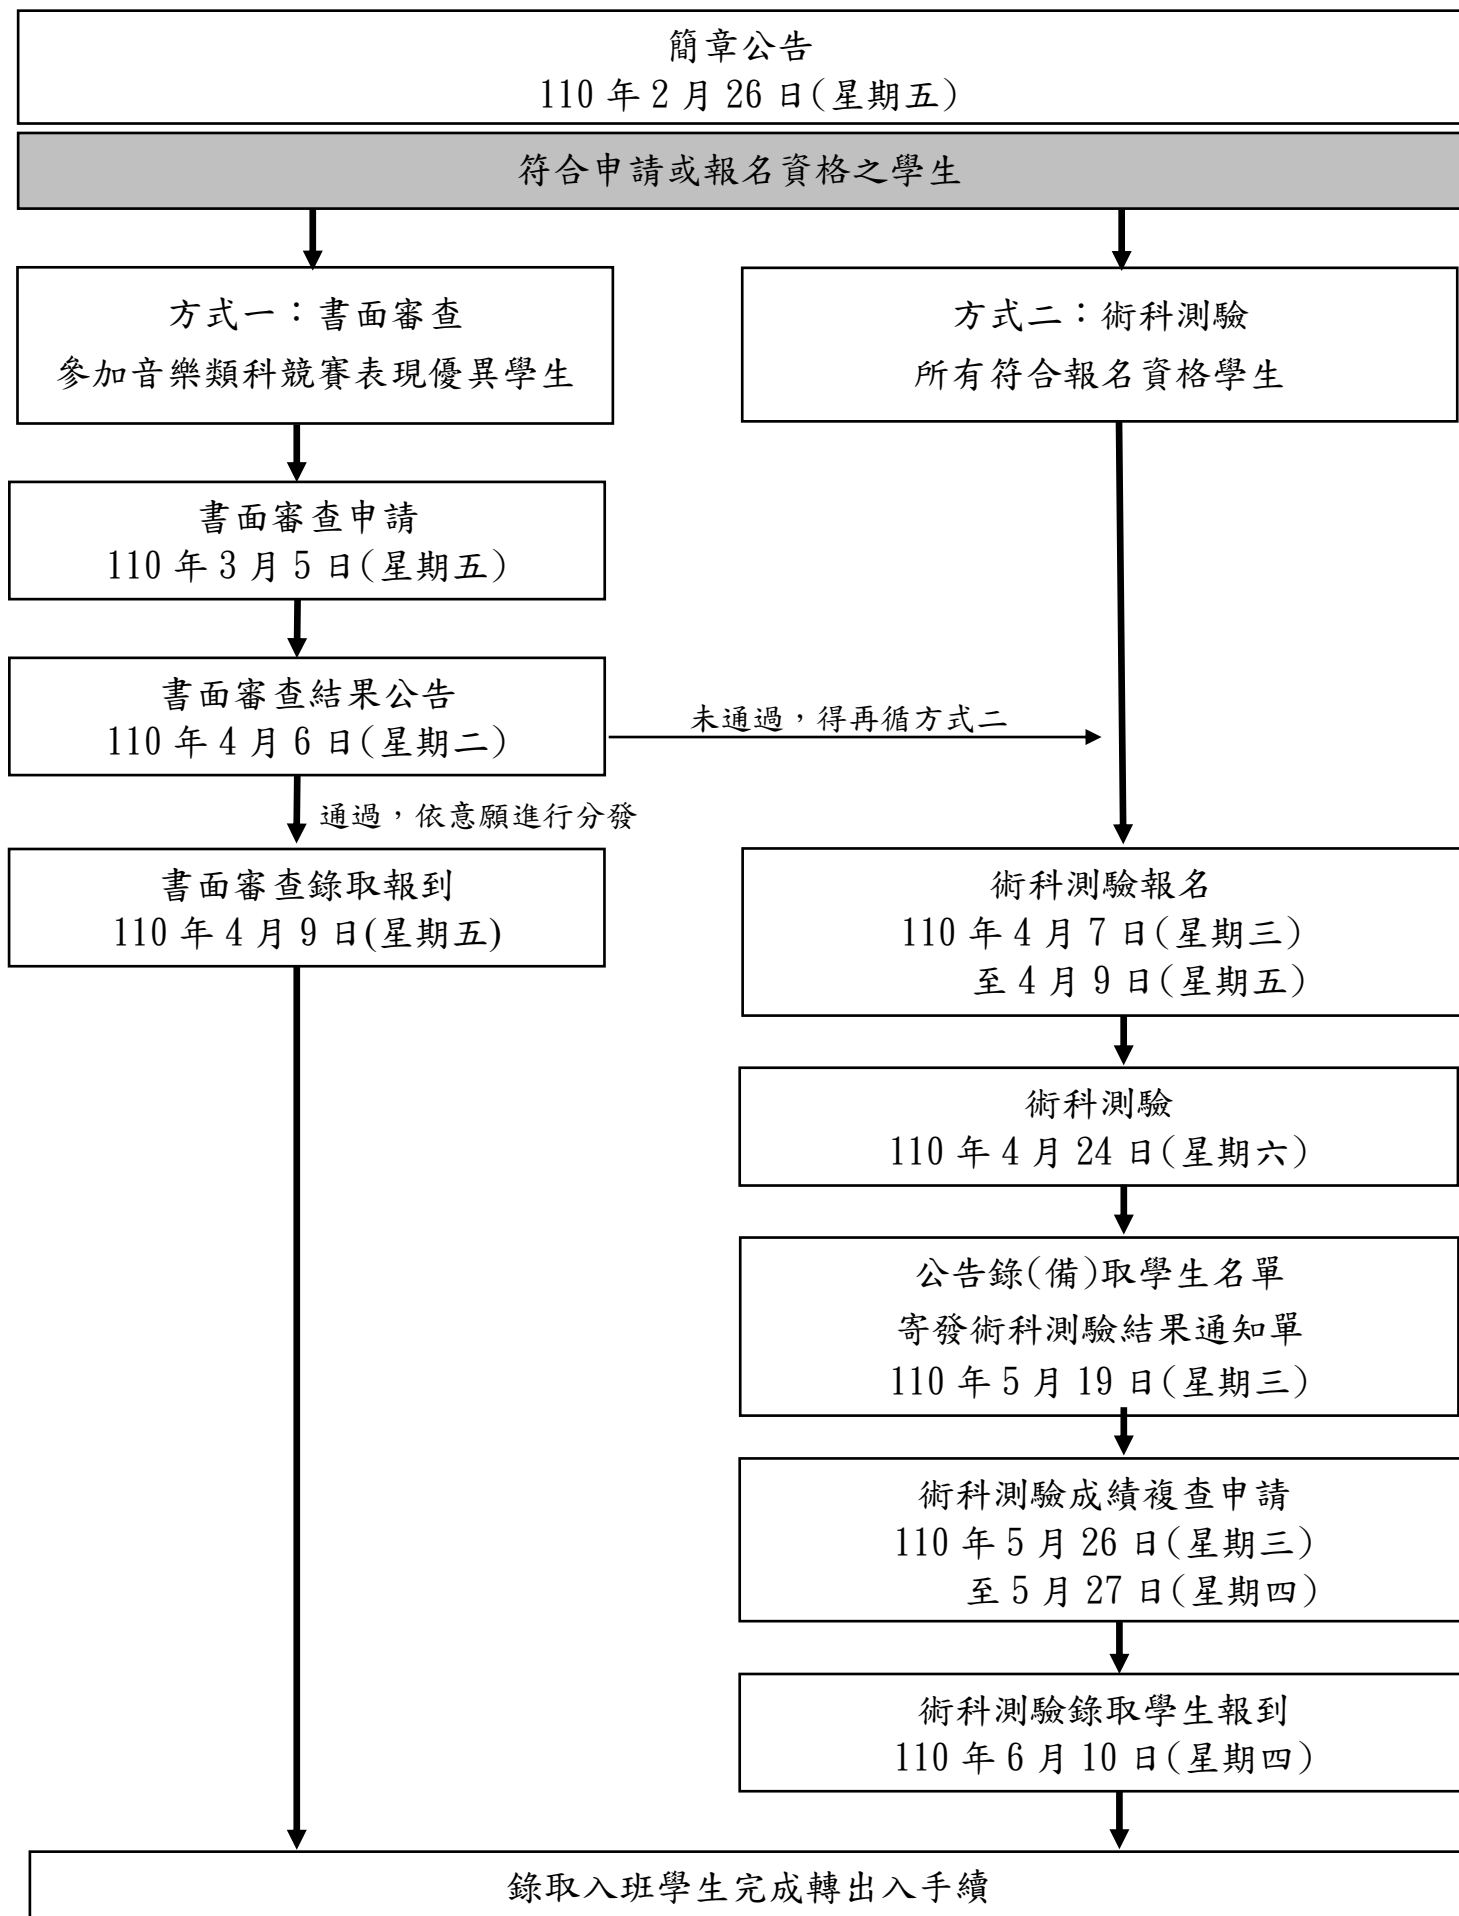 簡章公告
110 年 2 月 26 日(星期五)
符合申請或報名資格之學生
方式一：書面審查
參加音樂類科競賽表現優異學生
書面審查申請
110 年 3 月 5 日(星期五)
書面審查結果公告
110 年 4 月 6 日(星期二)
通過，依意願進行分發
書面審查錄取報到
110 年 4 月 9 日(星期五)
未通過，得再循方式二
方式二：術科測驗
所有符合報名資格學生
術科測驗報名
110 年 4 月 7 日(星期三)
至 4 月 9 日(星期五)
術科測驗
110 年 4 月 24 日(星期六)
公告錄(備)取學生名單
寄發術科測驗結果通知單
110 年 5 月 19 日(星期三)
術科測驗成績複查申請
110 年 5 月 26 日(星期三)
至 5 月 27 日(星期四)
術科測驗錄取學生報到
110 年 6 月 10 日(星期四)
錄取入班學生完成轉出入手續